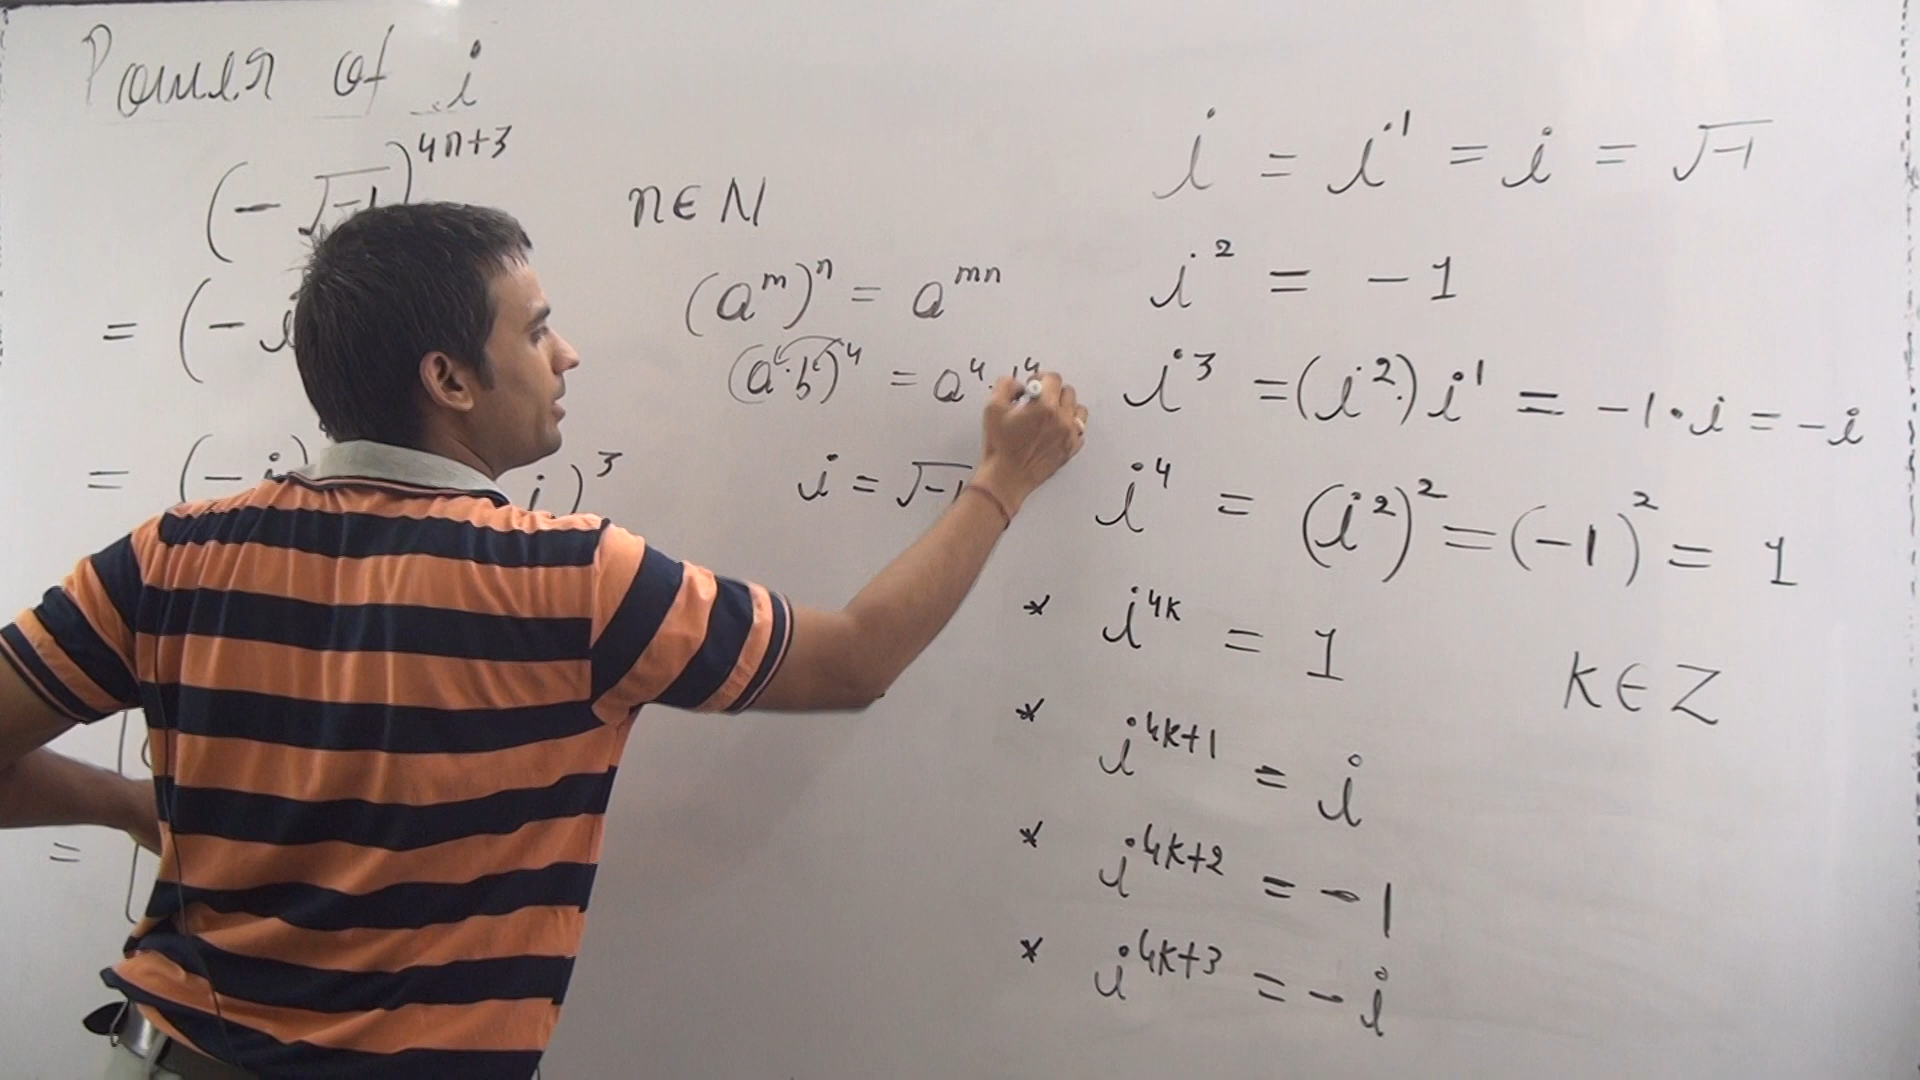 Power of i
(-√-1)^{4n+3}
n∈N
= (-i
= (-i) i)^3
=
(a^m)^n = a^{mn}
(a·b)^4 = a^4·b^4
i = √-1
i = i^1 = i = √-1
i^2 = -1
i^3 = (i^2·) i^1 = -1·i = -i
i^4 = (i^2)^2 = (-1)^2 = 1
* i^{4k} = 1
K∈Z
* i^{4k+1} = i
* i^{4k+2} = -1
* i^{4k+3} = -i